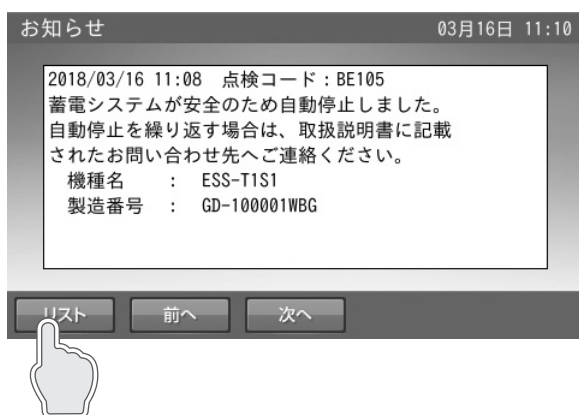 お知らせ 03月16日 11:10
2018/03/16 11:08 点検コード：BE105
蓄電システムが安全のため自動停止しました。
自動停止を繰り返す場合は、取扱説明書に記載
されたお問い合わせ先へご連絡ください。
機種名 : ESS-T1S1
製造番号 : GD-100001WBG
リスト 前へ 次へ